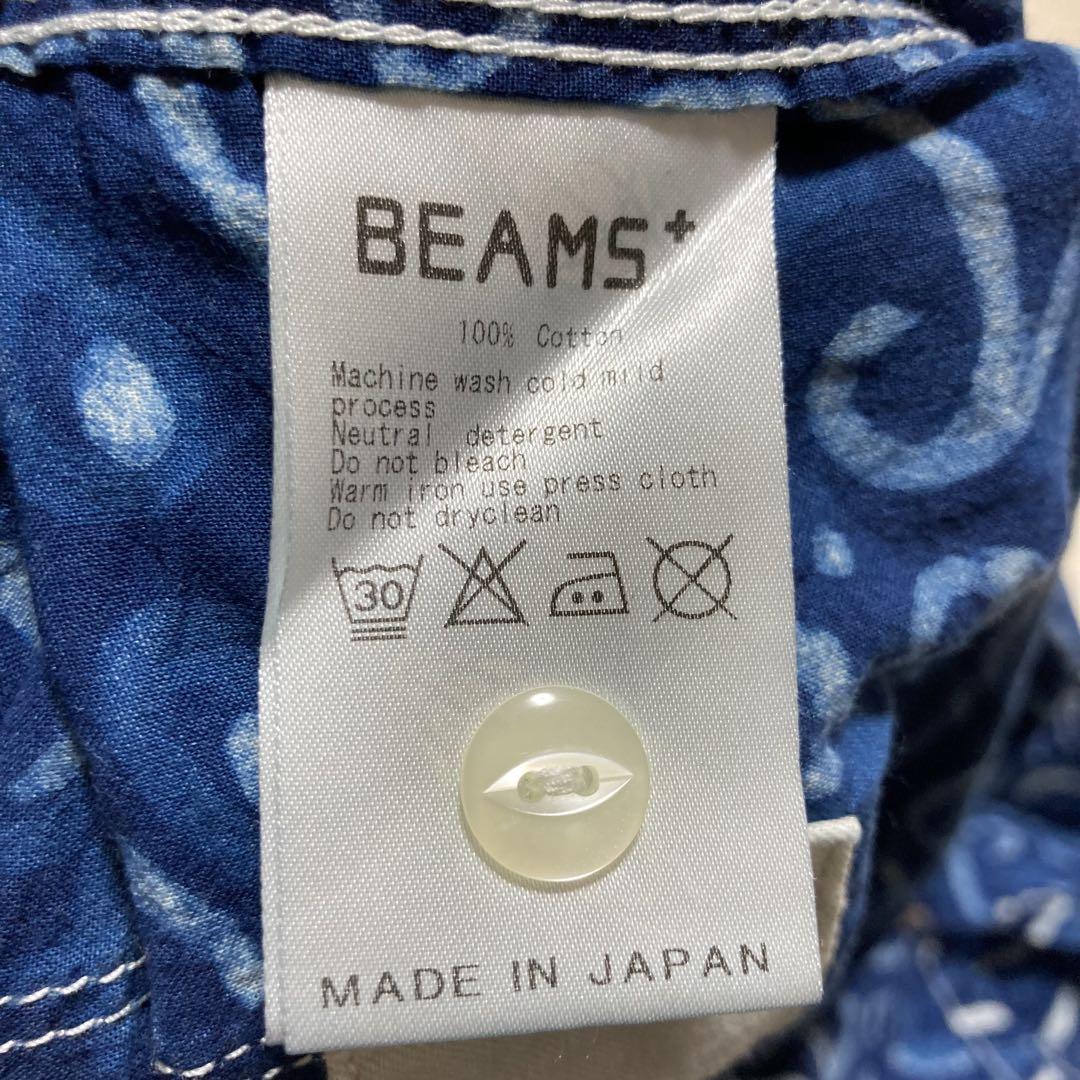 BEAMS+
100% Cotton
Machine wash cold mild
process
Neutral detergent
Do not bleach
Warm iron use press cloth
Do not dryclean
30
MADE IN JAPAN